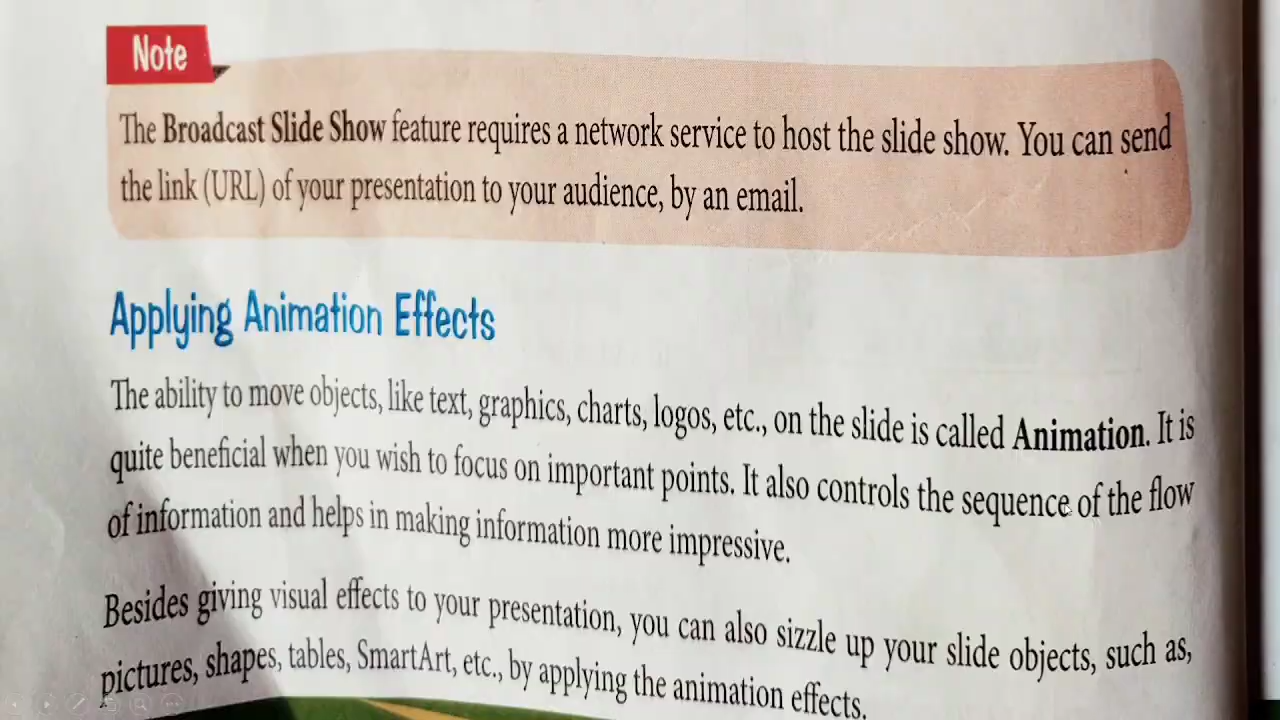 Note
The Broadcast Slide Show feature requires a network service to host the slide show. You can send
the link (URL) of your presentation to your audience, by an email.
Applying Animation Effects
The ability to move objects, like text, graphics, charts, logos, etc., on the slide is called Animation. It is
quite beneficial when you wish to focus on important points. It also controls the sequence of the flow
of information and helps in making information more impressive.
Besides giving visual effects to your presentation, you can also sizzle up your slide objects, such as,
pictures, shapes, tables, SmartArt, etc., by applying the animation effects.